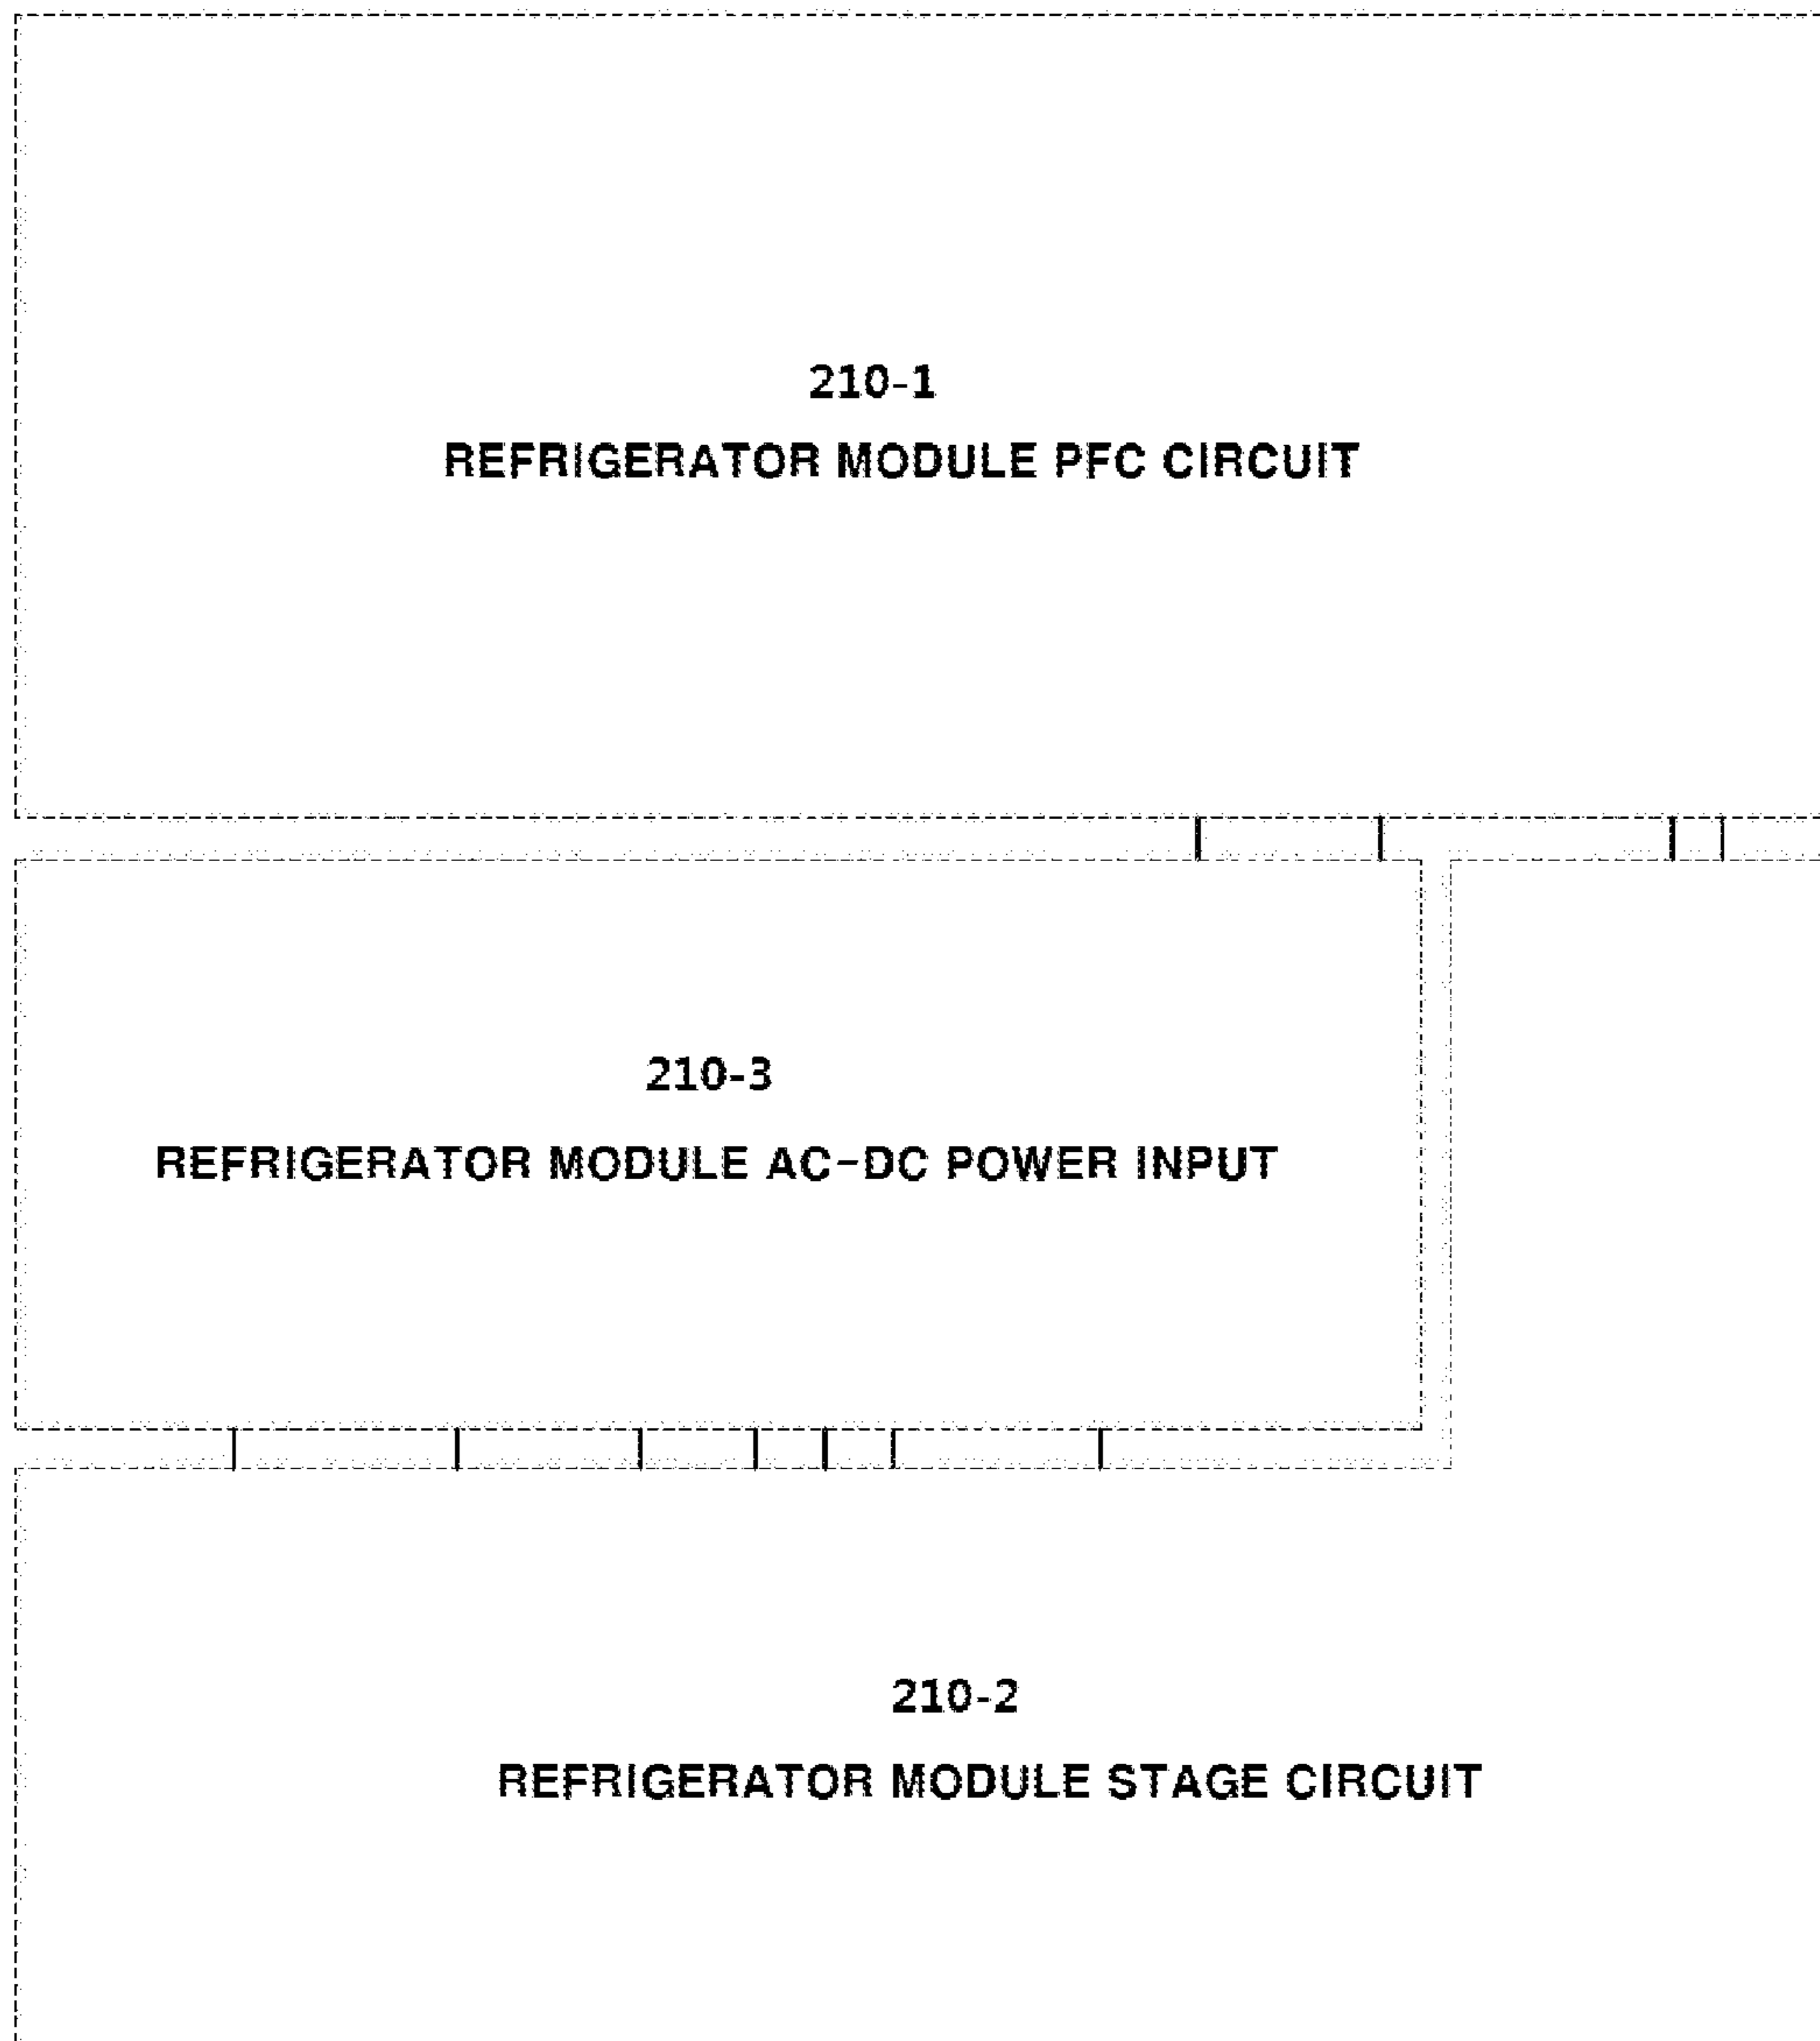 210-1
REFRIGERATOR MODULE PFC CIRCUIT
210-3
REFRIGERATOR MODULE AC-DC POWER INPUT
210-2
REFRIGERATOR MODULE STAGE CIRCUIT